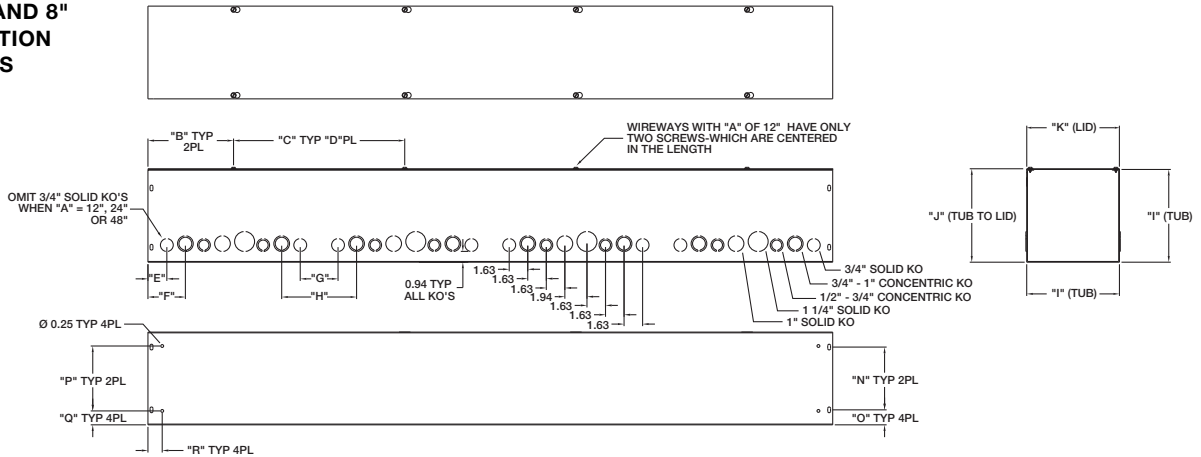 AND 8"
TION
S
"B" TYP
2PL
"C" TYP "D"PL
WIREWAYS WITH "A" OF 12" HAVE ONLY
TWO SCREWS-WHICH ARE CENTERED
IN THE LENGTH
"K" (LID)
OMIT 3/4" SOLID KO'S
WHEN "A" = 12", 24"
OR 48"
"J" (TUB TO LID)
"I" (TUB)
"E"
"F"
"G"
"H"
0.94 TYP
ALL KO'S
1.63
1.63
1.63
1.94
1.63
1.63
1.63
3/4" SOLID KO
3/4" - 1" CONCENTRIC KO
1/2" - 3/4" CONCENTRIC KO
1 1/4" SOLID KO
1" SOLID KO
"I" (TUB)
Ø 0.25 TYP 4PL
"P" TYP 2PL
"Q" TYP 4PL
"R" TYP 4PL
"N" TYP 2PL
"O" TYP 4PL